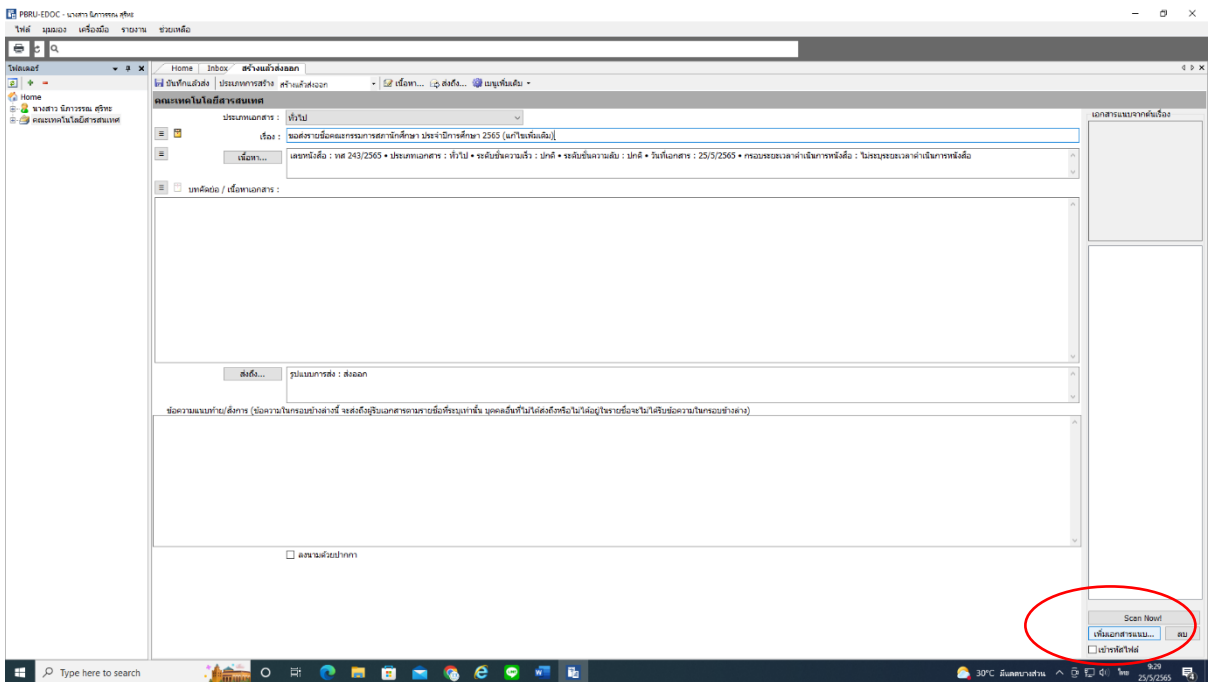 PBRU-EDOC - นางสาว นิภาวรรณ สุริทะ
ไฟล์ มุมมอง เครื่องมือ รายงาน ช่วยเหลือ
โฟลเดอร์
Home
นางสาว นิภาวรรณ สุริทะ
คณะเทคโนโลยีสารสนเทศ
Home Inbox สร้างแล้วส่งออก
บันทึกแล้วส่ง ประเภทการสร้าง สร้างแล้วส่งออก เนื้อหา... ส่งถึง... เมนูเพิ่มเติม
คณะเทคโนโลยีสารสนเทศ
ประเภทเอกสาร : ทั่วไป
เรื่อง : ขอส่งรายชื่อคณะกรรมการสภานักศึกษา ประจำปีการศึกษา 2565 (แก้ไขเพิ่มเติม)
เนื้อหา... เลขหนังสือ : ทส 243/2565 • ประเภทเอกสาร : ทั่วไป • ระดับชั้นความเร็ว : ปกติ • ระดับชั้นความลับ : ปกติ • วันที่เอกสาร : 25/5/2565 • กรอบระยะเวลาดำเนินการหนังสือ : ไม่ระบุระยะเวลาดำเนินการหนังสือ
บทคัดย่อ / เนื้อหาเอกสาร :
ส่งถึง... รูปแบบการส่ง : ส่งออก
ข้อความแนบท้าย/สั่งการ (ข้อความในกรอบข้างล่างนี้ จะส่งถึงผู้รับเอกสารตามรายชื่อที่ระบุเท่านั้น บุคคลอื่นที่ไม่ได้ส่งถึงหรือไม่ได้อยู่ในรายชื่อจะไม่ได้รับข้อความในกรอบข้างล่าง)
ลงนามด้วยปากกา
เอกสารแนบจากต้นเรื่อง
Scan Now!
เพิ่มเอกสารแนบ... ลบ
เข้ารหัสไฟล์
Type here to search
30°C มีแดดบางส่วน ไทย 9:29
25/5/2565